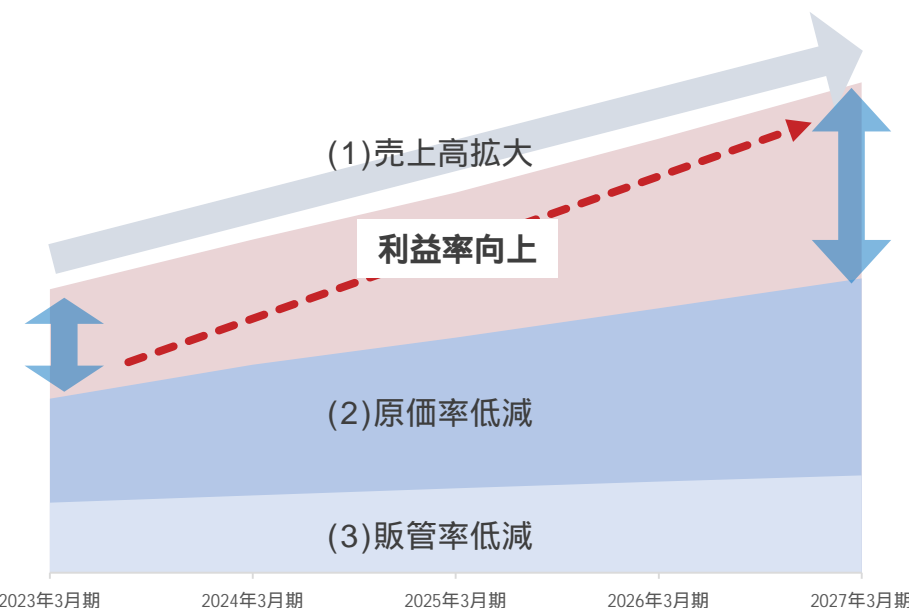 (1)売上高拡大
利益率向上
(2)原価率低減
(3)販管率低減
2023年3月期
2024年3月期
2025年3月期
2026年3月期
2027年3月期